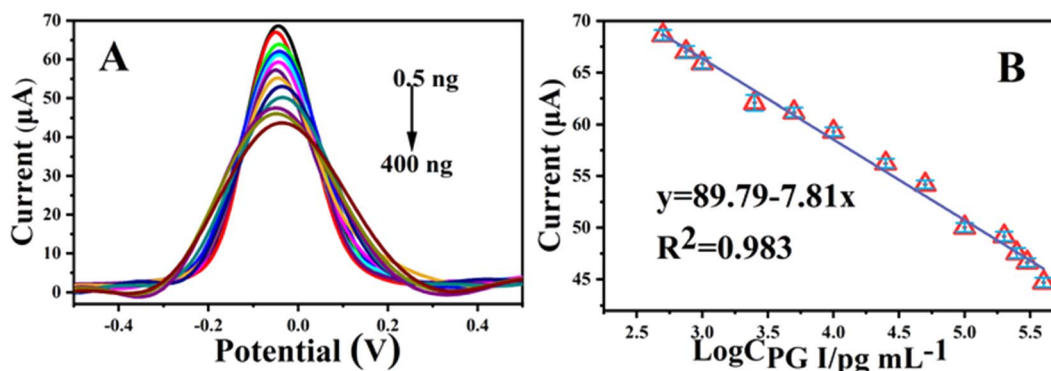 A
Current (µA)
70
60
50
40
30
20
10
0
-0.4
-0.2
0.0
0.2
0.4
Potential (V)
0.5 ng
400 ng
B
Current (µA)
70
65
60
55
50
45
2.5
3.0
3.5
4.0
4.5
5.0
5.5
LogC_PG I/pg mL^-1
y=89.79-7.81x
R²=0.983